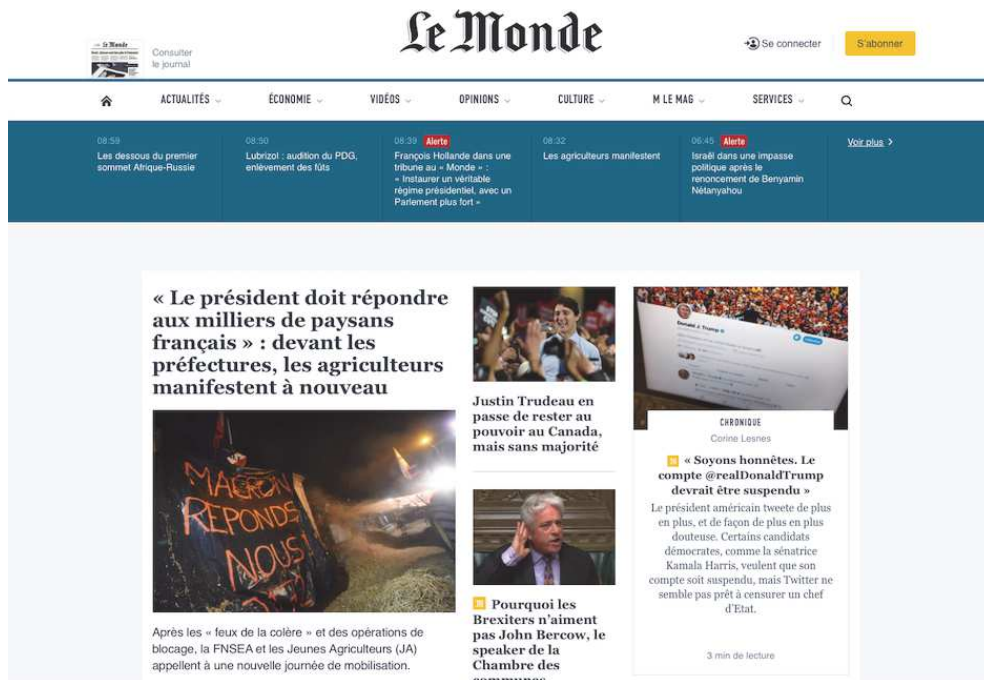 Le Monde
Consulter
le journal
Le Monde
Se connecter
S'abonner
ACTUALITÉS
ÉCONOMIE
VIDÉOS
OPINIONS
CULTURE
M LE MAG
SERVICES
08:59
Les dessous du premier
sommet Afrique-Russie
08:50
Lubrizol : audition du PDG,
enlèvement des fûts
08:39 Alerte
François Hollande dans une
tribune au « Monde » :
« Instaurer un véritable
régime présidentiel, avec un
Parlement plus fort »
08:32
Les agriculteurs manifestent
06:45 Alerte
Israël dans une impasse
politique après le
renoncement de Benyamin
Nétanyahou
Voir plus
« Le président doit répondre
aux milliers de paysans
français » : devant les
préfectures, les agriculteurs
manifestent à nouveau
MACRON
REPONDS
NOUS!
Après les « feux de la colère » et des opérations de
blocage, la FNSEA et les Jeunes Agriculteurs (JA)
appellent à une nouvelle journée de mobilisation.
Justin Trudeau en
passe de rester au
pouvoir au Canada,
mais sans majorité
Pourquoi les
Brexiters n'aiment
pas John Bercow, le
speaker de la
Chambre des
communes
Donald J. Trump
CHRONIQUE
Corine Lesnes
« Soyons honnêtes. Le
compte @realDonaldTrump
devrait être suspendu »
Le président américain tweete de plus
en plus, et de façon de plus en plus
douteuse. Certains candidats
démocrates, comme la sénatrice
Kamala Harris, veulent que son
compte soit suspendu, mais Twitter ne
semble pas prêt à censurer un chef
d'Etat.
3 min de lecture